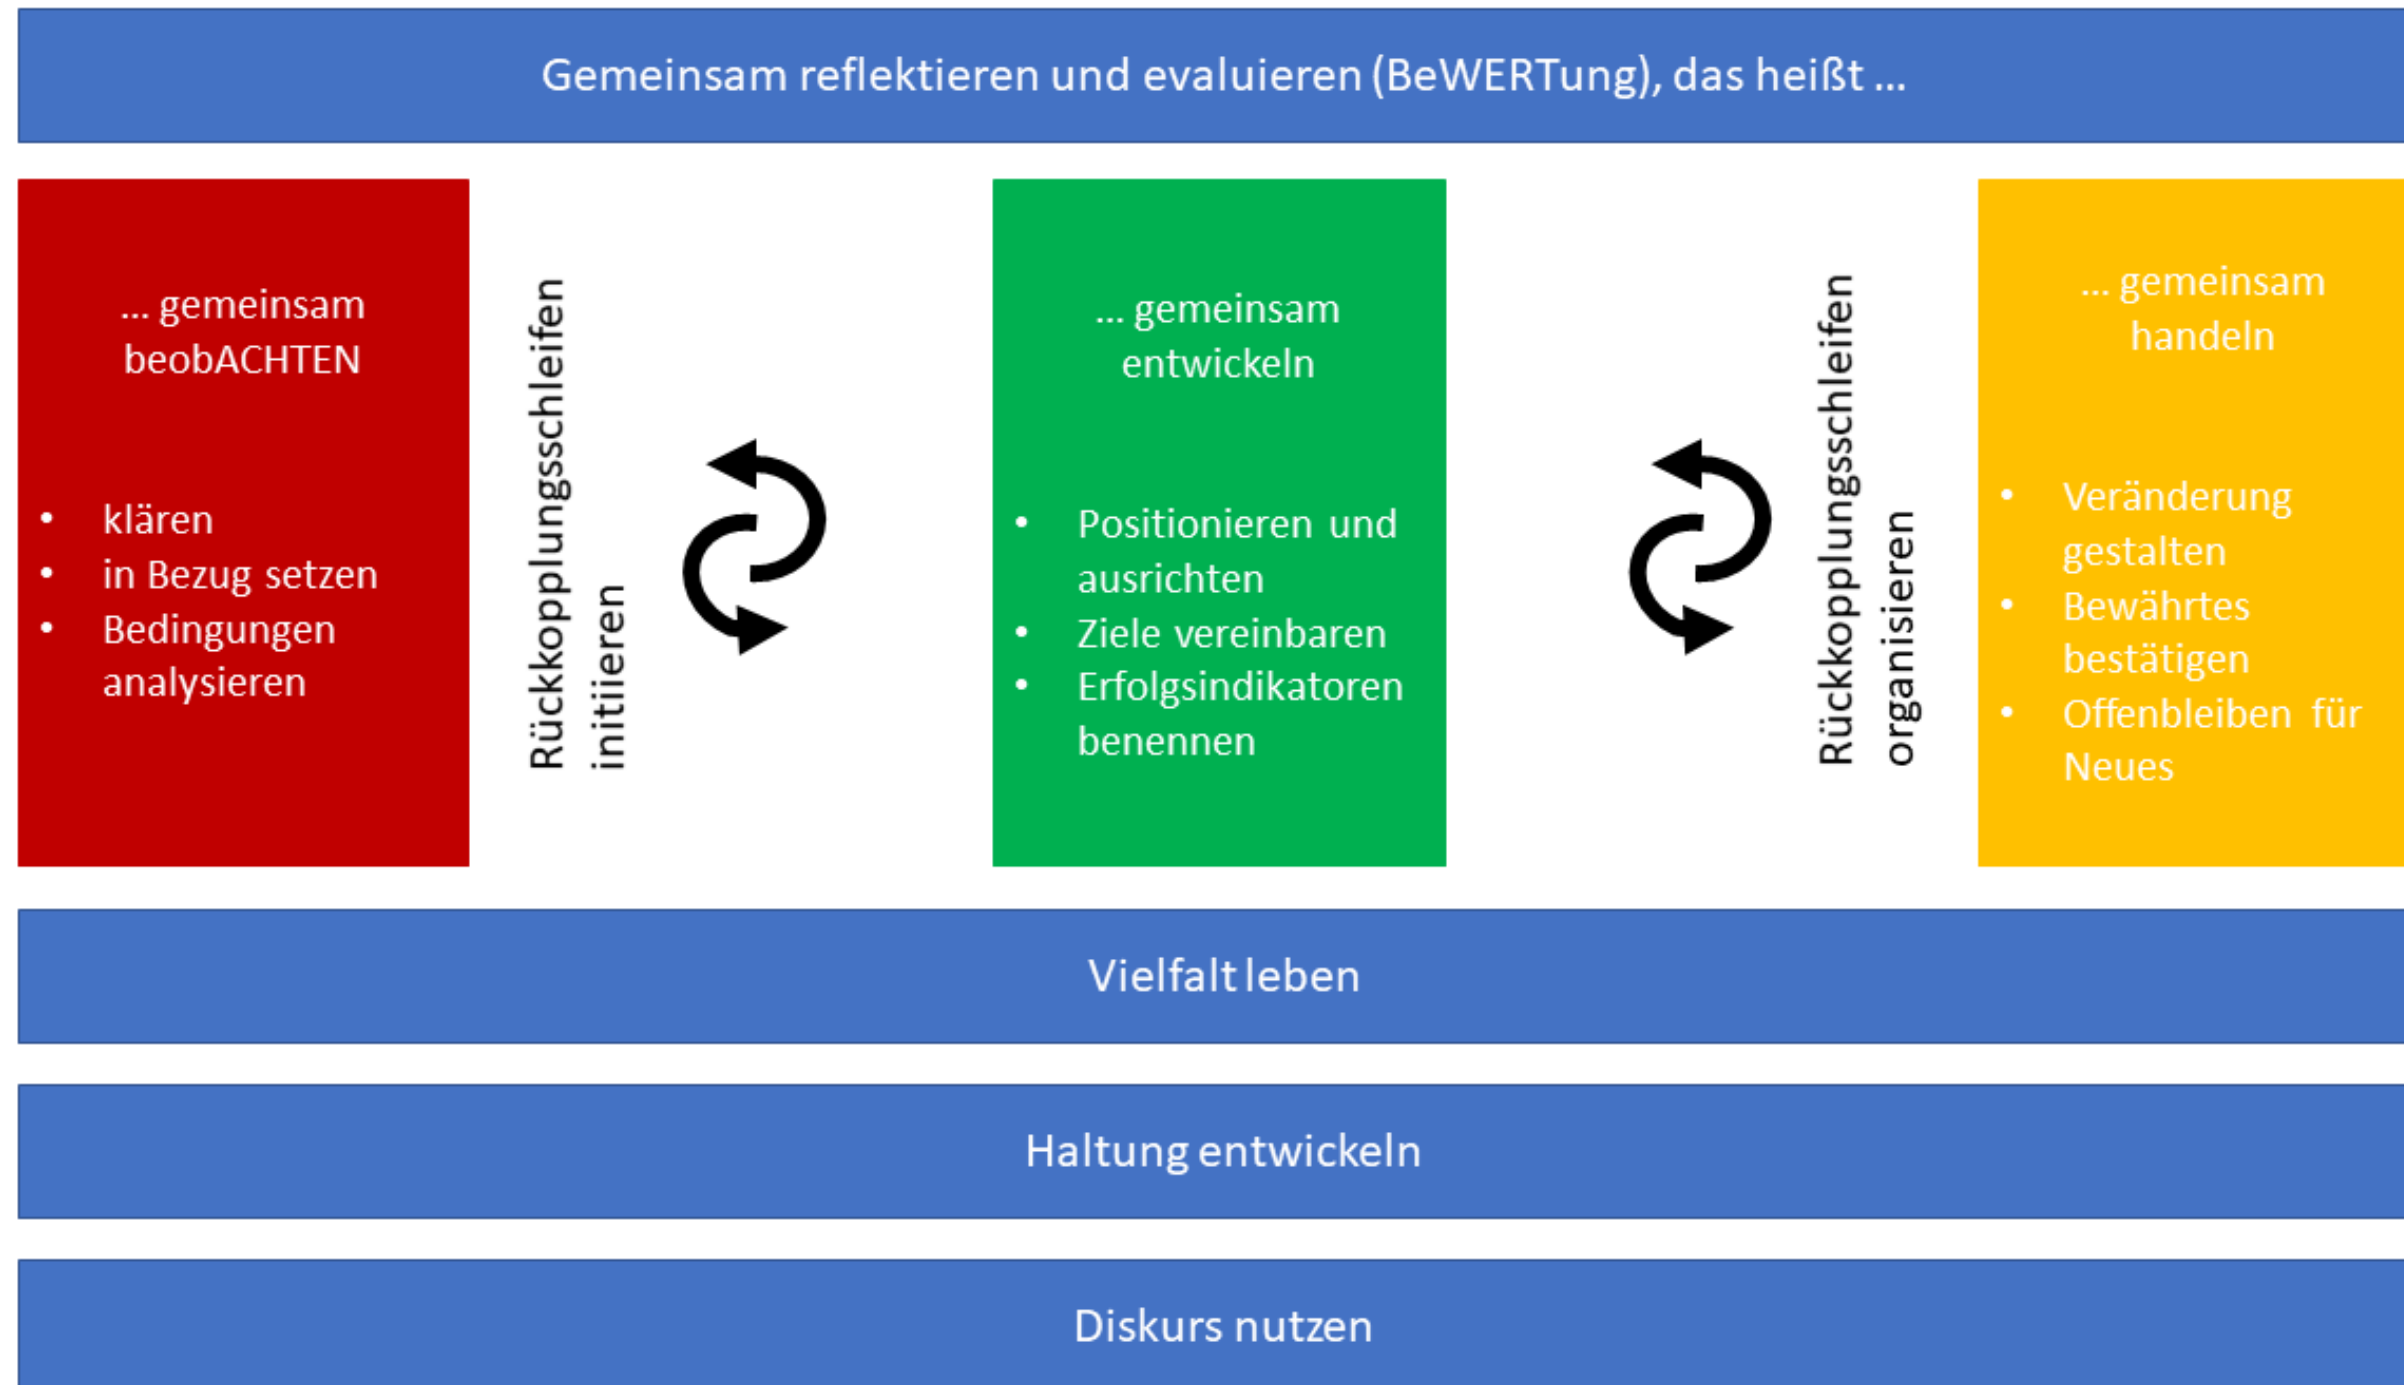 Gemeinsam reflektieren und evaluieren (BeWERTung), das heißt ...
... gemeinsam
beobACHTEN
• klären
• in Bezug setzen
• Bedingungen
analysieren
Rückkopplungsschleifen
initiieren
... gemeinsam
entwickeln
• Positionieren und
ausrichten
• Ziele vereinbaren
• Erfolgsindikatoren
benennen
Rückkopplungsschleifen
organisieren
... gemeinsam
handeln
• Veränderung
gestalten
• Bewährtes
bestätigen
• Offenbleiben für
Neues
Vielfalt leben
Haltung entwickeln
Diskurs nutzen